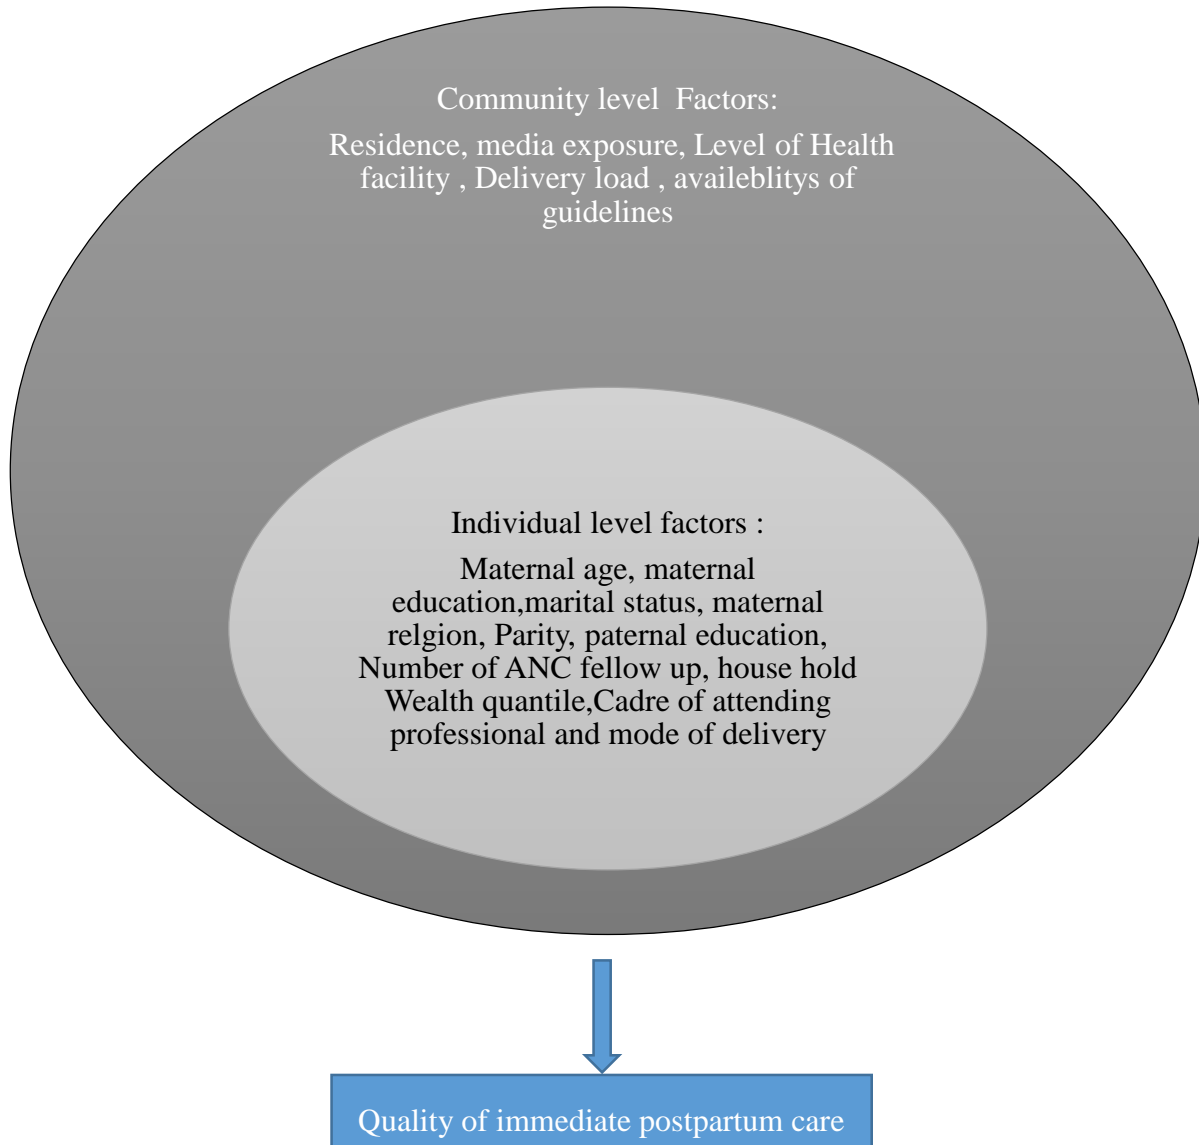 Community level  Factors:
Residence, media exposure, Level of Health
facility , Delivery load , availeblitys of
guidelines
Individual level factors :
Maternal age, maternal
education,marital status, maternal
relgion, Parity, paternal education,
Number of ANC fellow up, house hold
Wealth quantile,Cadre of attending
professional and mode of delivery
Quality of immediate postpartum care